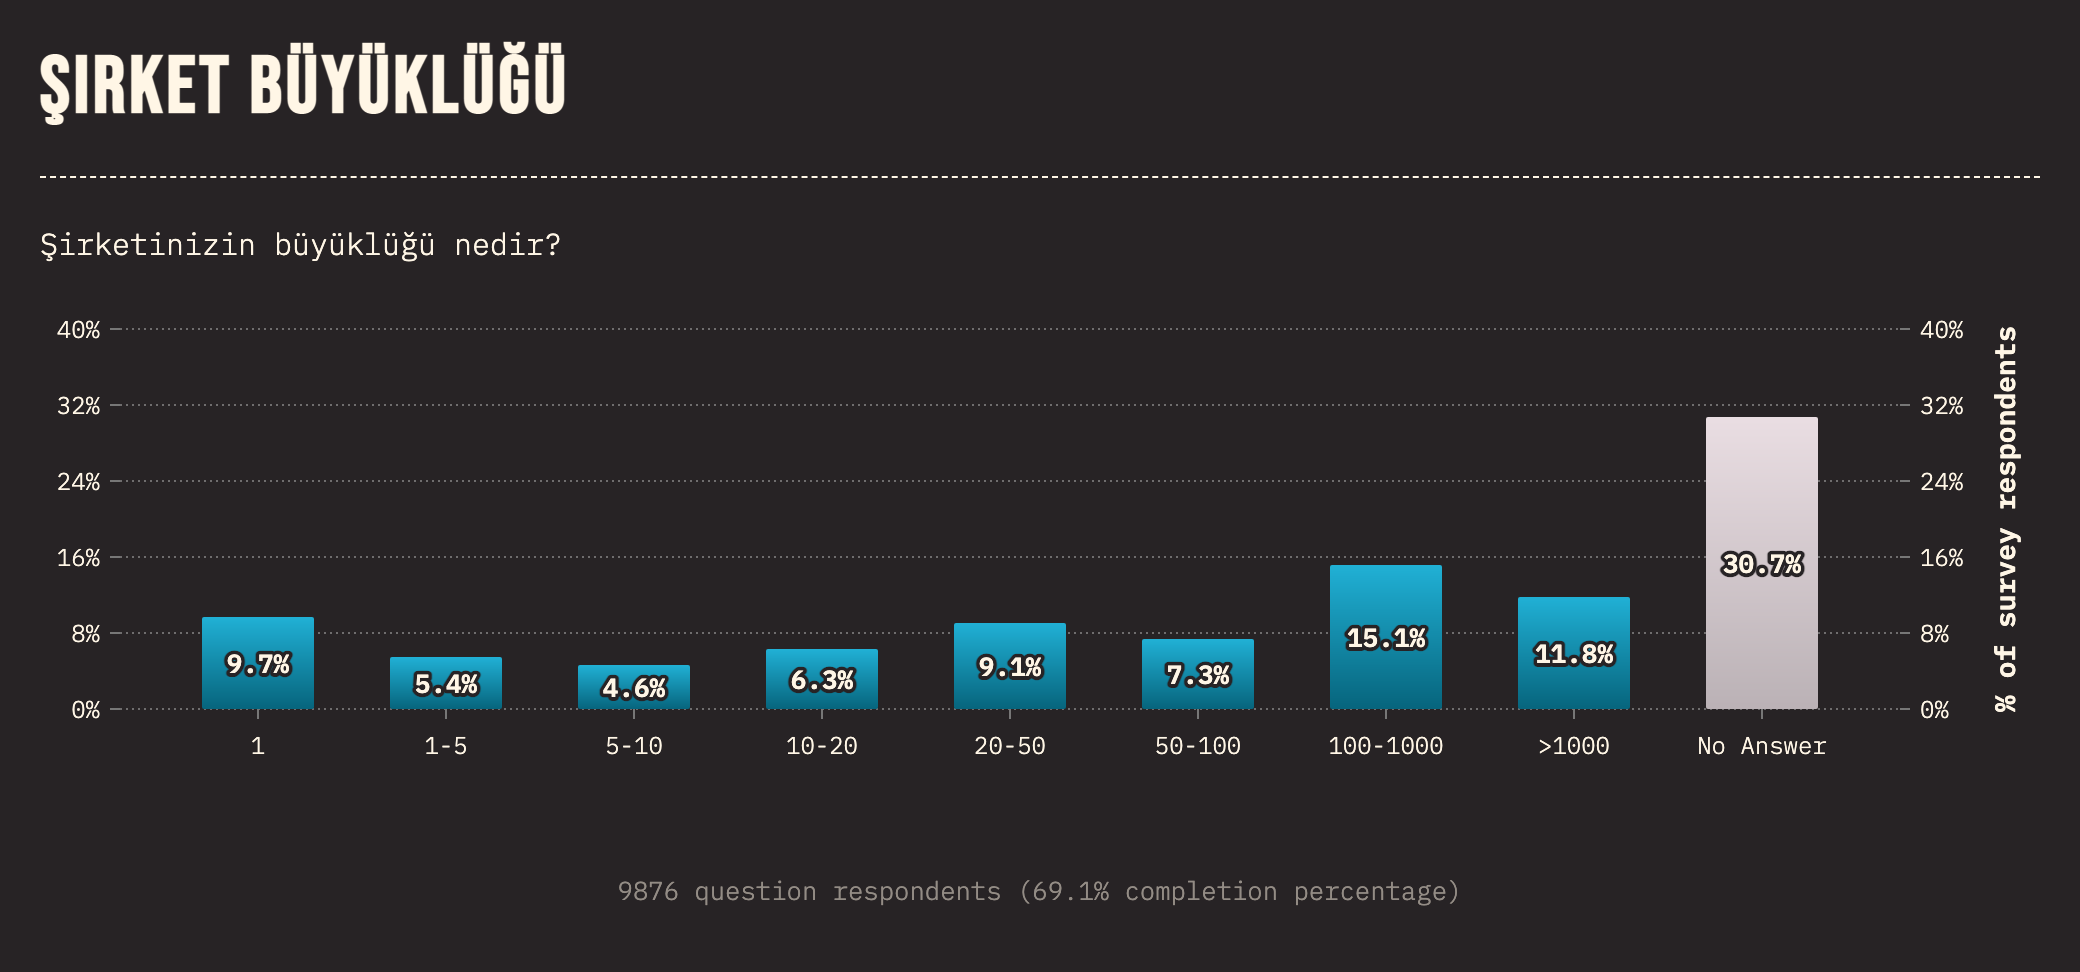 ŞIRKET BÜYÜKLÜĞÜ
Şirketinizin büyüklüğü nedir?
40% 40%
32% 32%
24% 24%
16% 16%
8% 8%
0% 0%
% of survey respondents
9.7% 5.4% 4.6% 6.3% 9.1% 7.3% 15.1% 11.8% 30.7%
1 1-5 5-10 10-20 20-50 50-100 100-1000 >1000 No Answer
9876 question respondents (69.1% completion percentage)